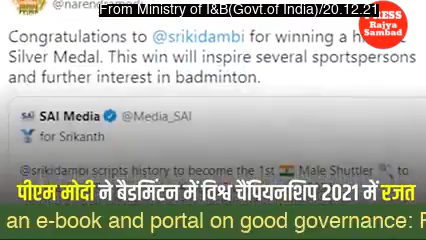 @narendramodi
From Ministry of I&B(Govt.of India)/20.12.21
Rajya
Sambad
Congratulations to @srikidambi for winning a
Silver Medal. This win will inspire several sportspersons
and further interest in badminton.
SAI Media @Media_SAI
for Srikanth
@srikidambi scripts history to become the 1st Male Shuttler to
पीएम मोदी ने बैडमिंटन में विश्व चैंपियनशिप 2021 में रजत
an e-book and portal on good governance: